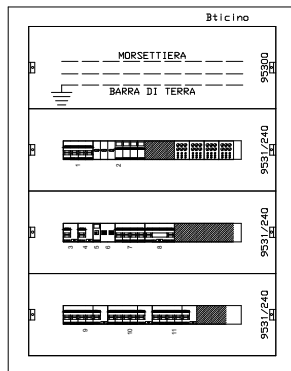 Bticino
MORSETTIERA
95300
BARRA DI TERRA
9531/240
1 2
9531/240
3 4 5 6 7 8
9531/240
9 10 11